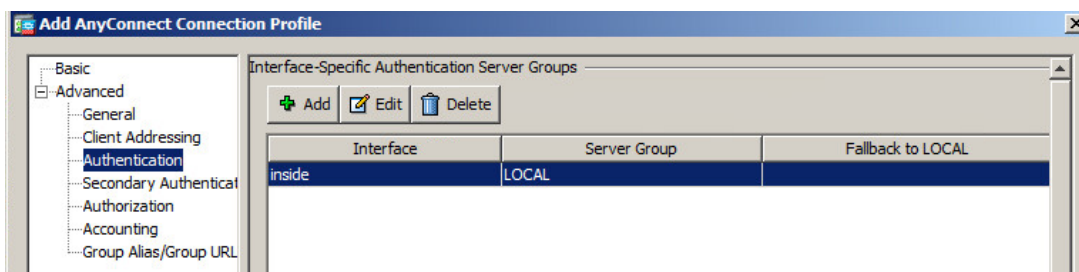 Add AnyConnect Connection Profile
Basic
Advanced
General
Client Addressing
Authentication
Secondary Authenticat
Authorization
Accounting
Group Alias/Group URL
Interface-Specific Authentication Server Groups
Add Edit Delete
Interface Server Group Fallback to LOCAL
inside LOCAL